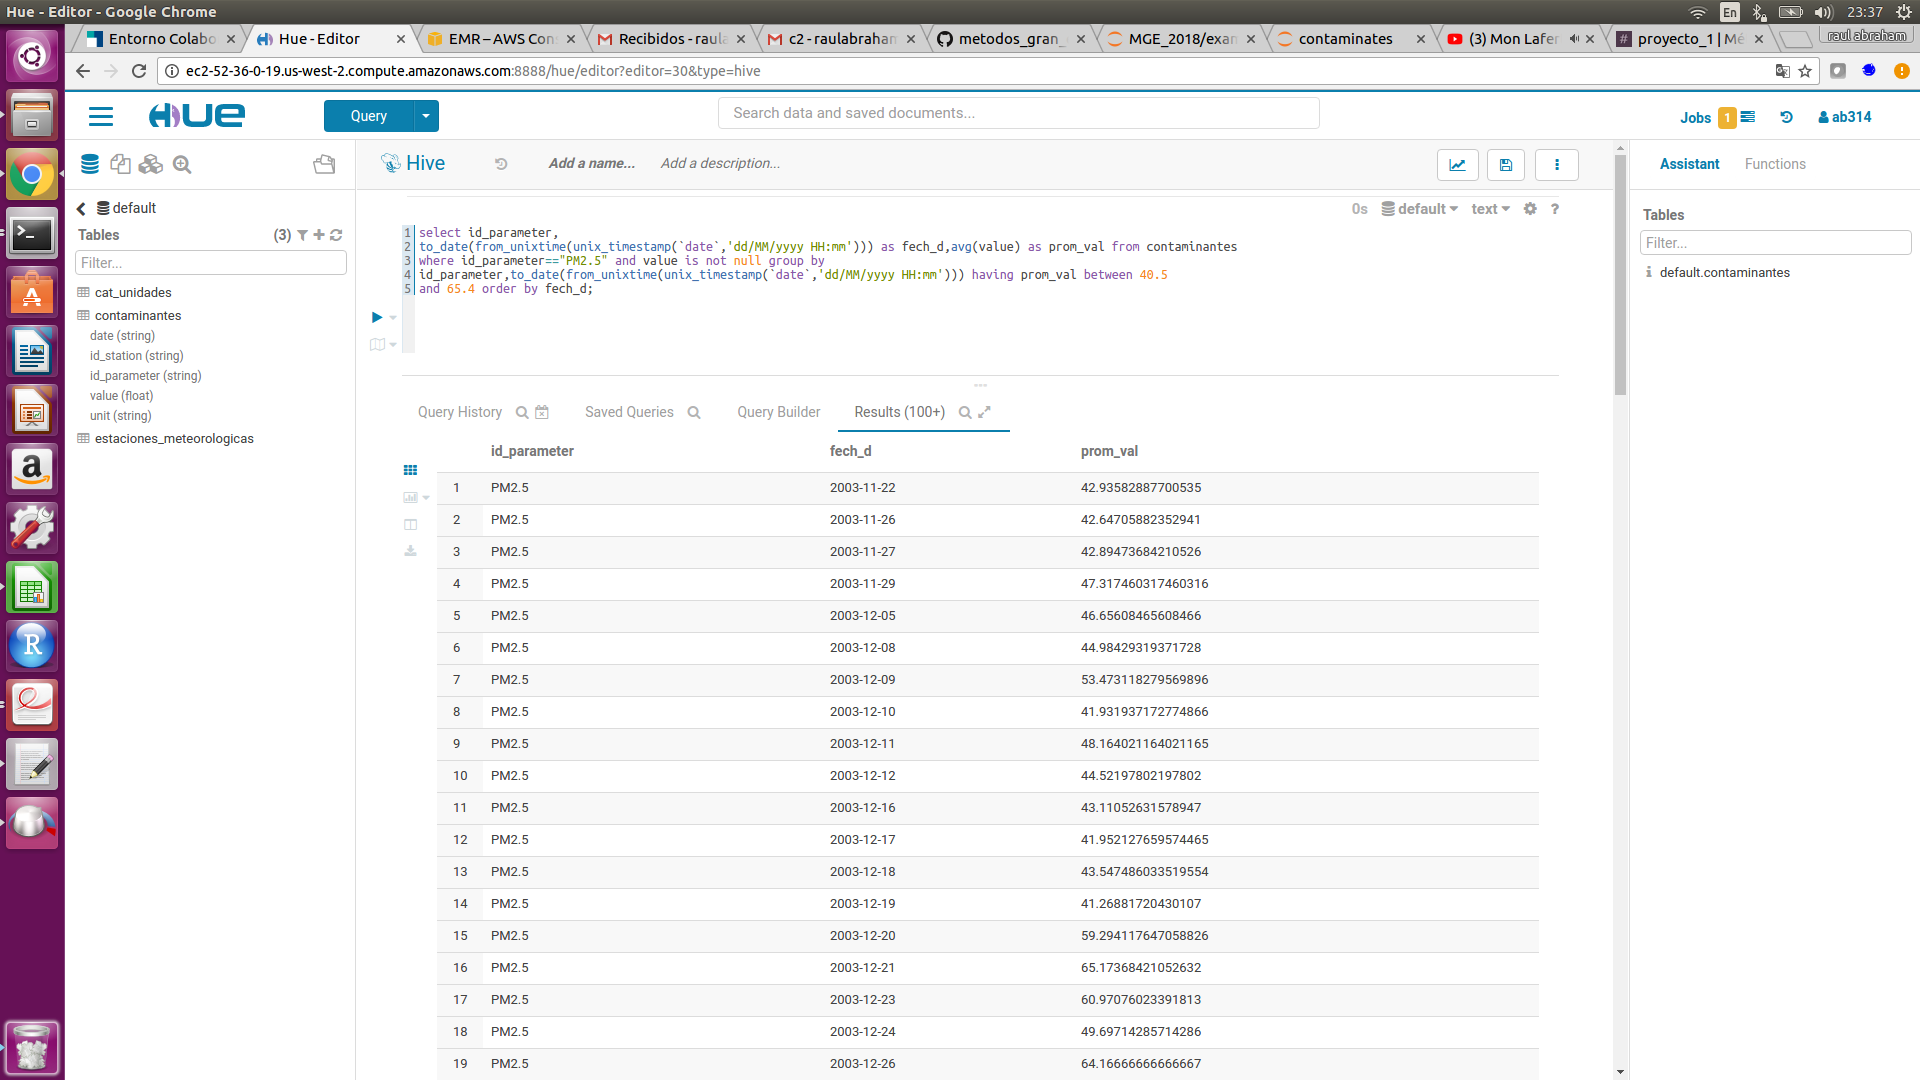 Hue - Editor - Google Chrome
En
23:37
Entorno Colabo
Hue - Editor
EMR – AWS Con
Recibidos - raula
c2 - raulabraham
metodos_gran_
MGE_2018/exan
contaminates
(3) Mon Lafer
proyecto_1 | Mé
raul abraham
ec2-52-36-0-19.us-west-2.compute.amazonaws.com:8888/hue/editor?editor=30&type=hive
HUE
Query
Search data and saved documents...
Jobs 1
ab314
Hive
Add a name...
Add a description...
Assistant
Functions
default
Tables
(3)
Filter...
cat_unidades
contaminantes
date (string)
id_station (string)
id_parameter (string)
value (float)
unit (string)
estaciones_meteorologicas
0s
default
text
?
1 select id_parameter,
2 to_date(from_unixtime(unix_timestamp(`date`,'dd/MM/yyyy HH:mm'))) as fech_d,avg(value) as prom_val from contaminantes
3 where id_parameter=="PM2.5" and value is not null group by
4 id_parameter,to_date(from_unixtime(unix_timestamp(`date`,'dd/MM/yyyy HH:mm'))) having prom_val between 40.5
5 and 65.4 order by fech_d;
Tables
Filter...
default.contaminantes
Query History
Saved Queries
Query Builder
Results (100+)
id_parameter fech_d prom_val
1 PM2.5 2003-11-22 42.93582887700535
2 PM2.5 2003-11-26 42.64705882352941
3 PM2.5 2003-11-27 42.89473684210526
4 PM2.5 2003-11-29 47.317460317460316
5 PM2.5 2003-12-05 46.65608465608466
6 PM2.5 2003-12-08 44.98429319371728
7 PM2.5 2003-12-09 53.473118279569896
8 PM2.5 2003-12-10 41.931937172774866
9 PM2.5 2003-12-11 48.164021164021165
10 PM2.5 2003-12-12 44.52197802197802
11 PM2.5 2003-12-16 43.11052631578947
12 PM2.5 2003-12-17 41.952127659574465
13 PM2.5 2003-12-18 43.547486033519554
14 PM2.5 2003-12-19 41.26881720430107
15 PM2.5 2003-12-20 59.294117647058826
16 PM2.5 2003-12-21 65.17368421052632
17 PM2.5 2003-12-23 60.97076023391813
18 PM2.5 2003-12-24 49.69714285714286
19 PM2.5 2003-12-26 64.16666666666667